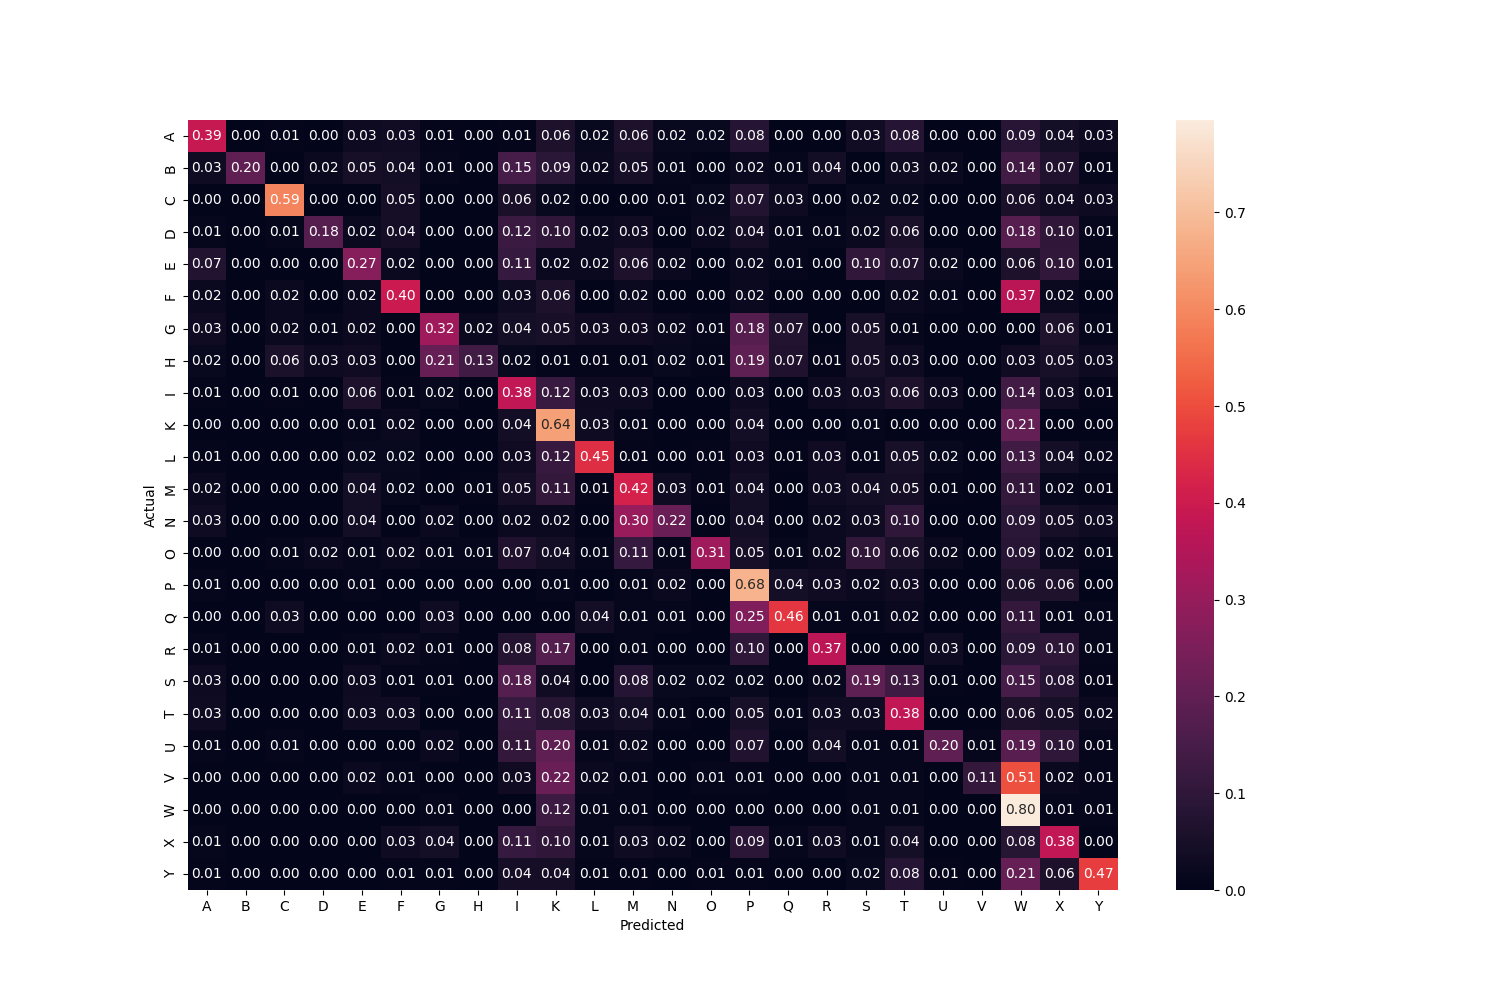 A 0.39 0.00 0.01 0.00 0.03 0.03 0.01 0.00 0.01 0.06 0.02 0.06 0.02 0.02 0.08 0.00 0.00 0.03 0.08 0.00 0.00 0.09 0.04 0.03
B 0.03 0.20 0.00 0.02 0.05 0.04 0.01 0.00 0.15 0.09 0.02 0.05 0.01 0.00 0.02 0.01 0.04 0.00 0.03 0.02 0.00 0.14 0.07 0.01
C 0.00 0.00 0.59 0.00 0.00 0.05 0.00 0.00 0.06 0.02 0.00 0.00 0.01 0.02 0.07 0.03 0.00 0.02 0.02 0.00 0.00 0.06 0.04 0.03
D 0.01 0.00 0.01 0.18 0.02 0.04 0.00 0.00 0.12 0.10 0.02 0.03 0.00 0.02 0.04 0.01 0.01 0.02 0.06 0.00 0.00 0.18 0.10 0.01
E 0.07 0.00 0.00 0.00 0.27 0.02 0.00 0.00 0.11 0.02 0.02 0.06 0.02 0.00 0.02 0.01 0.00 0.10 0.07 0.02 0.00 0.06 0.10 0.01
F 0.02 0.00 0.02 0.00 0.02 0.40 0.00 0.00 0.03 0.06 0.00 0.02 0.00 0.00 0.02 0.00 0.00 0.00 0.02 0.01 0.00 0.37 0.02 0.00
G 0.03 0.00 0.02 0.01 0.02 0.00 0.32 0.02 0.04 0.05 0.03 0.03 0.02 0.01 0.18 0.07 0.00 0.05 0.01 0.00 0.00 0.00 0.06 0.01
H 0.02 0.00 0.06 0.03 0.03 0.00 0.21 0.13 0.02 0.01 0.01 0.01 0.02 0.01 0.19 0.07 0.01 0.05 0.03 0.00 0.00 0.03 0.05 0.03
I 0.01 0.00 0.01 0.00 0.06 0.01 0.02 0.00 0.38 0.12 0.03 0.03 0.00 0.00 0.03 0.00 0.03 0.03 0.06 0.03 0.00 0.14 0.03 0.01
K 0.00 0.00 0.00 0.00 0.01 0.02 0.00 0.00 0.04 0.64 0.03 0.01 0.00 0.00 0.04 0.00 0.00 0.01 0.00 0.00 0.00 0.21 0.00 0.00
L 0.01 0.00 0.00 0.00 0.02 0.02 0.00 0.00 0.03 0.12 0.45 0.01 0.00 0.01 0.03 0.01 0.03 0.01 0.05 0.02 0.00 0.13 0.04 0.02
M 0.02 0.00 0.00 0.00 0.04 0.02 0.00 0.01 0.05 0.11 0.01 0.42 0.03 0.01 0.04 0.00 0.03 0.04 0.05 0.01 0.00 0.11 0.02 0.01
N 0.03 0.00 0.00 0.00 0.04 0.00 0.02 0.00 0.02 0.02 0.00 0.30 0.22 0.00 0.04 0.00 0.02 0.03 0.10 0.00 0.00 0.09 0.05 0.03
O 0.00 0.00 0.01 0.02 0.01 0.02 0.01 0.01 0.07 0.04 0.01 0.11 0.01 0.31 0.05 0.01 0.02 0.10 0.06 0.02 0.00 0.09 0.02 0.01
P 0.01 0.00 0.00 0.00 0.01 0.00 0.00 0.00 0.00 0.01 0.00 0.01 0.02 0.00 0.68 0.04 0.03 0.02 0.03 0.00 0.00 0.06 0.06 0.00
Q 0.00 0.00 0.03 0.00 0.00 0.00 0.03 0.00 0.00 0.00 0.04 0.01 0.01 0.00 0.25 0.46 0.01 0.01 0.02 0.00 0.00 0.11 0.01 0.01
R 0.01 0.00 0.00 0.00 0.01 0.02 0.01 0.00 0.08 0.17 0.00 0.01 0.00 0.00 0.10 0.00 0.37 0.00 0.00 0.03 0.00 0.09 0.10 0.01
S 0.03 0.00 0.00 0.00 0.03 0.01 0.01 0.00 0.18 0.04 0.00 0.08 0.02 0.02 0.02 0.00 0.02 0.19 0.13 0.01 0.00 0.15 0.08 0.01
T 0.03 0.00 0.00 0.00 0.03 0.03 0.00 0.00 0.11 0.08 0.03 0.04 0.01 0.00 0.05 0.01 0.03 0.03 0.38 0.00 0.00 0.06 0.05 0.02
U 0.01 0.00 0.01 0.00 0.00 0.00 0.02 0.00 0.11 0.20 0.01 0.02 0.00 0.00 0.07 0.00 0.04 0.01 0.01 0.20 0.01 0.19 0.10 0.01
V 0.00 0.00 0.00 0.00 0.02 0.01 0.00 0.00 0.03 0.22 0.02 0.01 0.00 0.01 0.01 0.00 0.00 0.01 0.01 0.00 0.11 0.51 0.02 0.01
W 0.00 0.00 0.00 0.00 0.00 0.00 0.01 0.00 0.00 0.12 0.01 0.01 0.00 0.00 0.00 0.00 0.00 0.01 0.01 0.00 0.00 0.80 0.01 0.01
X 0.01 0.00 0.00 0.00 0.00 0.03 0.04 0.00 0.11 0.10 0.01 0.03 0.02 0.00 0.09 0.01 0.03 0.01 0.04 0.00 0.00 0.08 0.38 0.00
Y 0.01 0.00 0.01 0.00 0.00 0.01 0.01 0.00 0.04 0.04 0.01 0.01 0.00 0.01 0.01 0.00 0.00 0.02 0.08 0.01 0.00 0.21 0.06 0.47
A B C D E F G H I K L M N O P Q R S T U V W X Y
Predicted
Actual
0.7
0.6
0.5
0.4
0.3
0.2
0.1
0.0